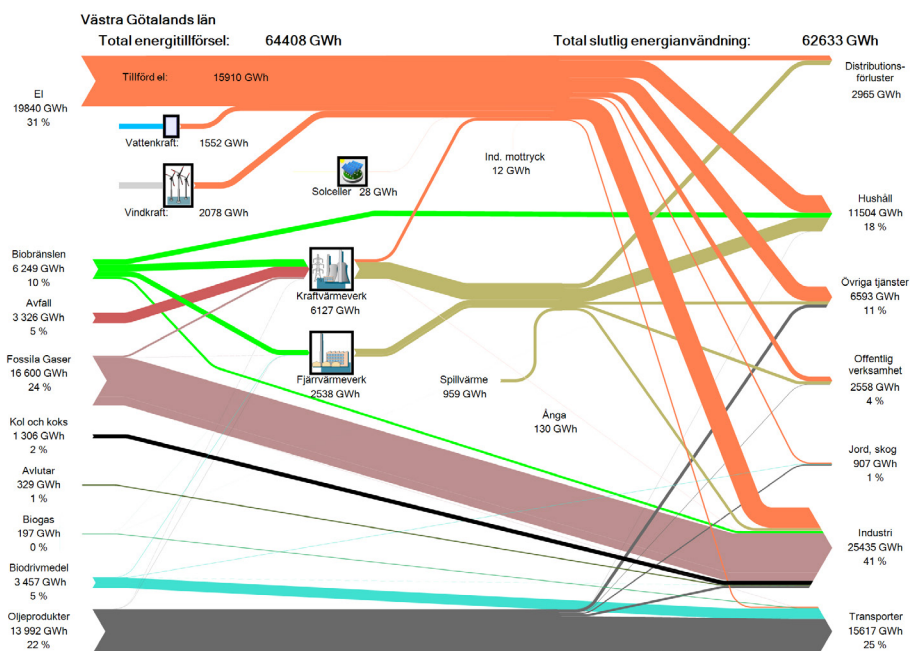 Västra Götalands län
Total energitillförsel: 64408 GWh
Total slutlig energianvändning: 62633 GWh
El
19840 GWh
31 %
Tillförd el: 15910 GWh
Vattenkraft: 1552 GWh
Vindkraft: 2078 GWh
Solceller 28 GWh
Ind. mottryck
12 GWh
Biobränslen
6 249 GWh
10 %
Avfall
3 326 GWh
5 %
Fossila Gaser
16 600 GWh
24 %
Kol och koks
1 306 GWh
2 %
Avlutar
329 GWh
1 %
Biogas
197 GWh
0 %
Biodrivmedel
3 457 GWh
5 %
Oljeprodukter
13 992 GWh
22 %
Kraftvärmeverk
6127 GWh
Fjärrvärmeverk
2538 GWh
Spillvärme
959 GWh
Ånga
130 GWh
Distributions-
förluster
2965 GWh
Hushåll
11504 GWh
18 %
Övriga tjänster
6593 GWh
11 %
Offentlig
verksamhet
2558 GWh
4 %
Jord, skog
907 GWh
1 %
Industri
25435 GWh
41 %
Transporter
15617 GWh
25 %